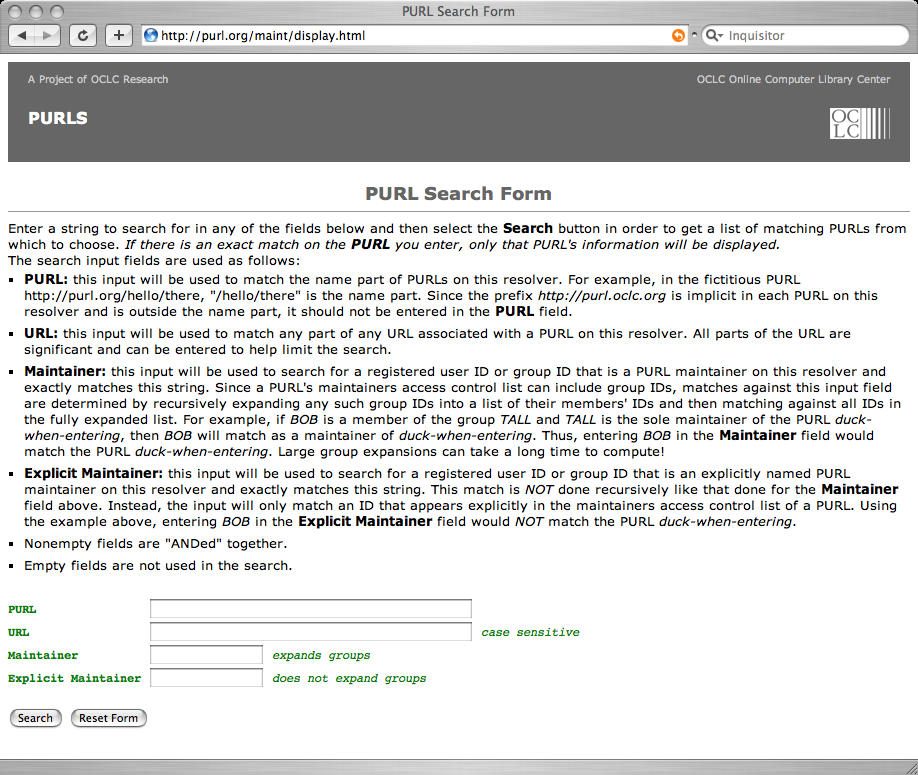 PURL Search Form
http://purl.org/maint/display.html
Inquisitor
A Project of OCLC Research
OCLC Online Computer Library Center
PURLS
OC
LC
PURL Search Form
Enter a string to search for in any of the fields below and then select the Search button in order to get a list of matching PURLs from
which to choose. If there is an exact match on the PURL you enter, only that PURL's information will be displayed.
The search input fields are used as follows:
▪ PURL: this input will be used to match the name part of PURLs on this resolver. For example, in the fictitious PURL
http://purl.org/hello/there, "/hello/there" is the name part. Since the prefix http://purl.oclc.org is implicit in each PURL on this
resolver and is outside the name part, it should not be entered in the PURL field.
▪ URL: this input will be used to match any part of any URL associated with a PURL on this resolver. All parts of the URL are
significant and can be entered to help limit the search.
▪ Maintainer: this input will be used to search for a registered user ID or group ID that is a PURL maintainer on this resolver and
exactly matches this string. Since a PURL's maintainers access control list can include group IDs, matches against this input field
are determined by recursively expanding any such group IDs into a list of their members' IDs and then matching against all IDs in
the fully expanded list. For example, if BOB is a member of the group TALL and TALL is the sole maintainer of the PURL duck-
when-entering, then BOB will match as a maintainer of duck-when-entering. Thus, entering BOB in the Maintainer field would
match the PURL duck-when-entering. Large group expansions can take a long time to compute!
▪ Explicit Maintainer: this input will be used to search for a registered user ID or group ID that is an explicitly named PURL
maintainer on this resolver and exactly matches this string. This match is NOT done recursively like that done for the Maintainer
field above. Instead, the input will only match an ID that appears explicitly in the maintainers access control list of a PURL. Using
the example above, entering BOB in the Explicit Maintainer field would NOT match the PURL duck-when-entering.
▪ Nonempty fields are "ANDed" together.
▪ Empty fields are not used in the search.
PURL
URL case sensitive
Maintainer expands groups
Explicit Maintainer does not expand groups
Search Reset Form